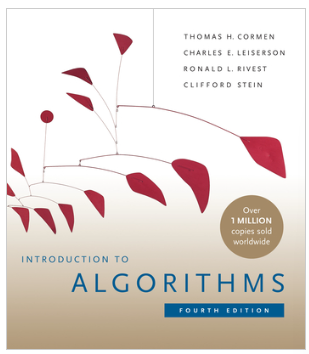 THOMAS H. CORMEN
CHARLES E. LEISERSON
RONALD L. RIVEST
CLIFFORD STEIN
Over
1 MILLION
copies sold
worldwide
INTRODUCTION TO
ALGORITHMS
FOURTH EDITION